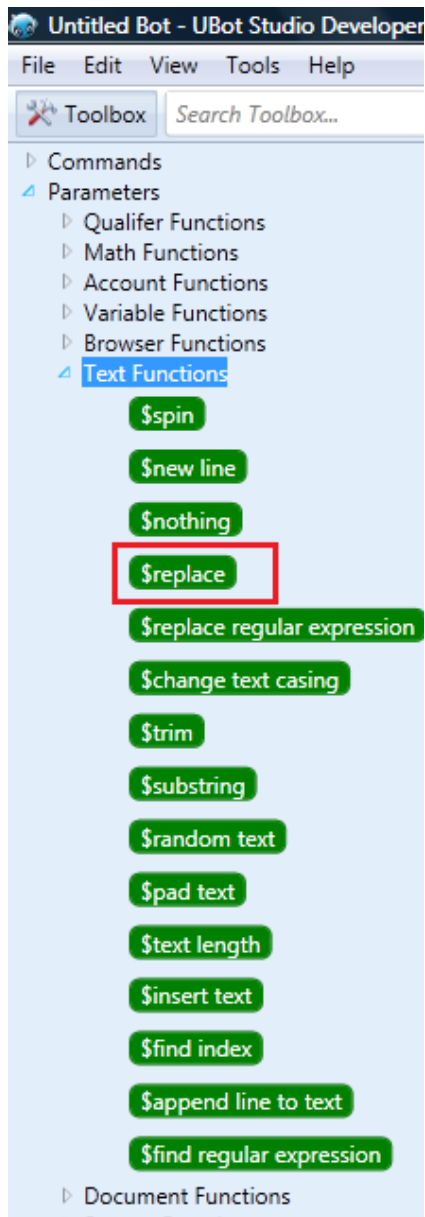 Untitled Bot - UBot Studio Developer
File Edit View Tools Help
Toolbox Search Toolbox...
Commands
Parameters
Qualifer Functions
Math Functions
Account Functions
Variable Functions
Browser Functions
Text Functions
$spin
$new line
$nothing
$replace
$replace regular expression
$change text casing
$trim
$substring
$random text
$pad text
$text length
$insert text
$find index
$append line to text
$find regular expression
Document Functions